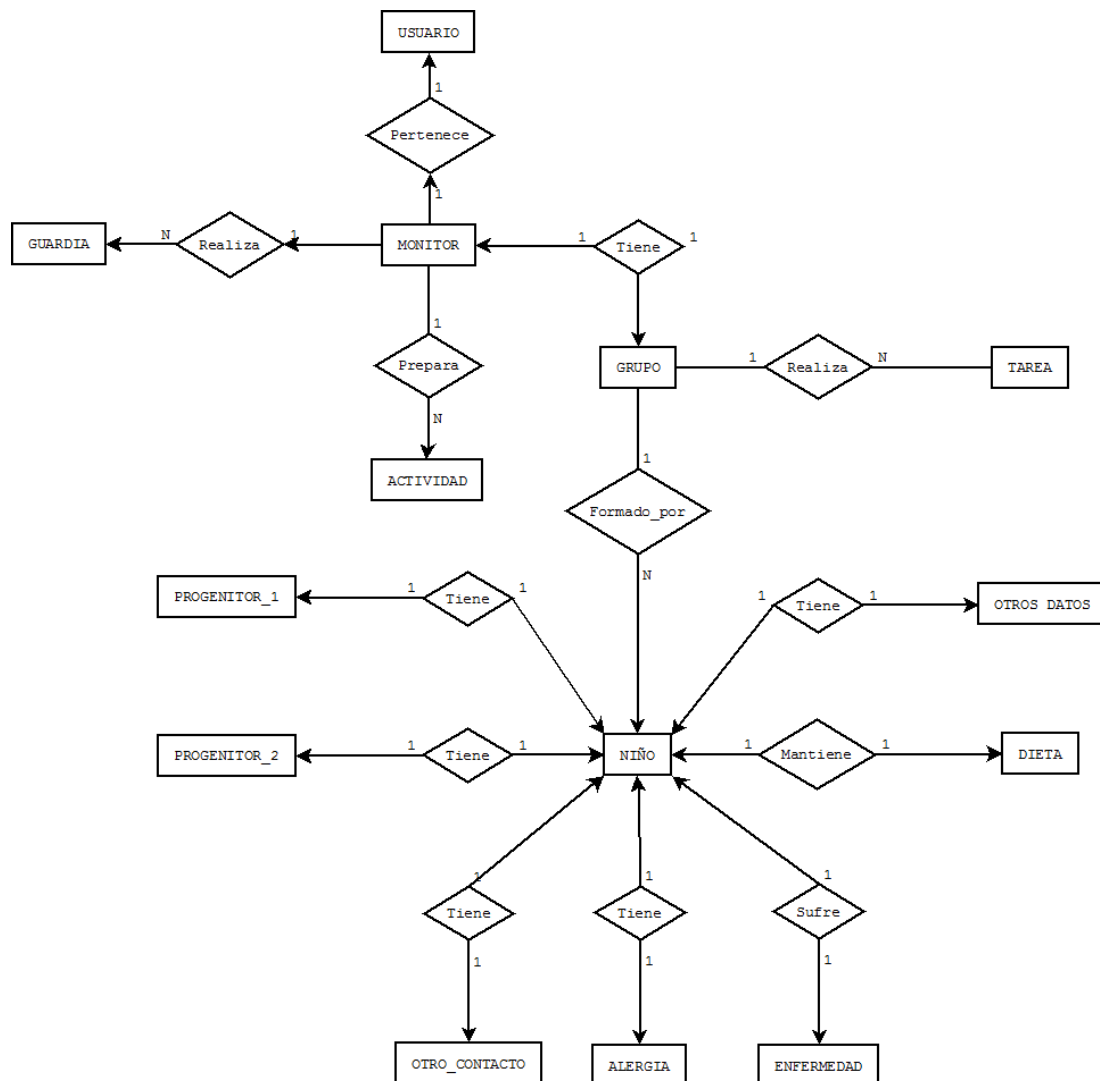 USUARIO
1
Pertenece
1
GUARDIA
N
Realiza
1
MONITOR
1
Tiene
1
1
Prepara
N
GRUPO
1
Realiza
N
TAREA
ACTIVIDAD
1
Formado_por
N
PROGENITOR_1
1
Tiene
1
1
Tiene
1
OTROS DATOS
PROGENITOR_2
1
Tiene
1
NIÑO
1
Mantiene
1
DIETA
1
Tiene
1
1
Tiene
1
1
Sufre
1
OTRO_CONTACTO
ALERGIA
ENFERMEDAD